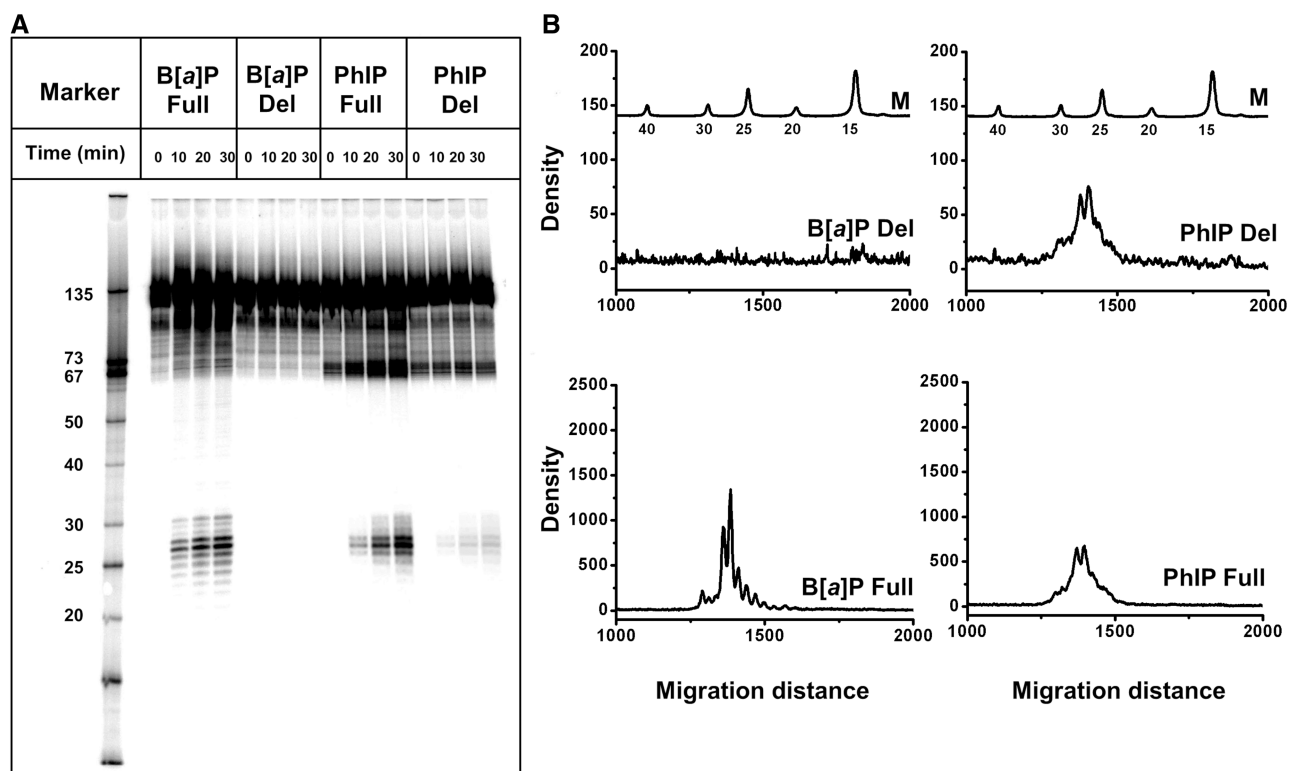 A
Marker
B[a]P Full
B[a]P Del
PhIP Full
PhIP Del
Time (min)
0 10 20 30 0 10 20 30 0 10 20 30 0 10 20 30
135
73
67
50
40
30
25
20
B
200
150
100
50
0
Density
M
40 30 25 20 15
B[a]P Del
1000 1500 2000
200
150
100
50
0
M
40 30 25 20 15
PhIP Del
1000 1500 2000
2500
2000
1500
1000
500
0
Density
B[a]P Full
1000 1500 2000
Migration distance
2500
2000
1500
1000
500
0
PhIP Full
1000 1500 2000
Migration distance